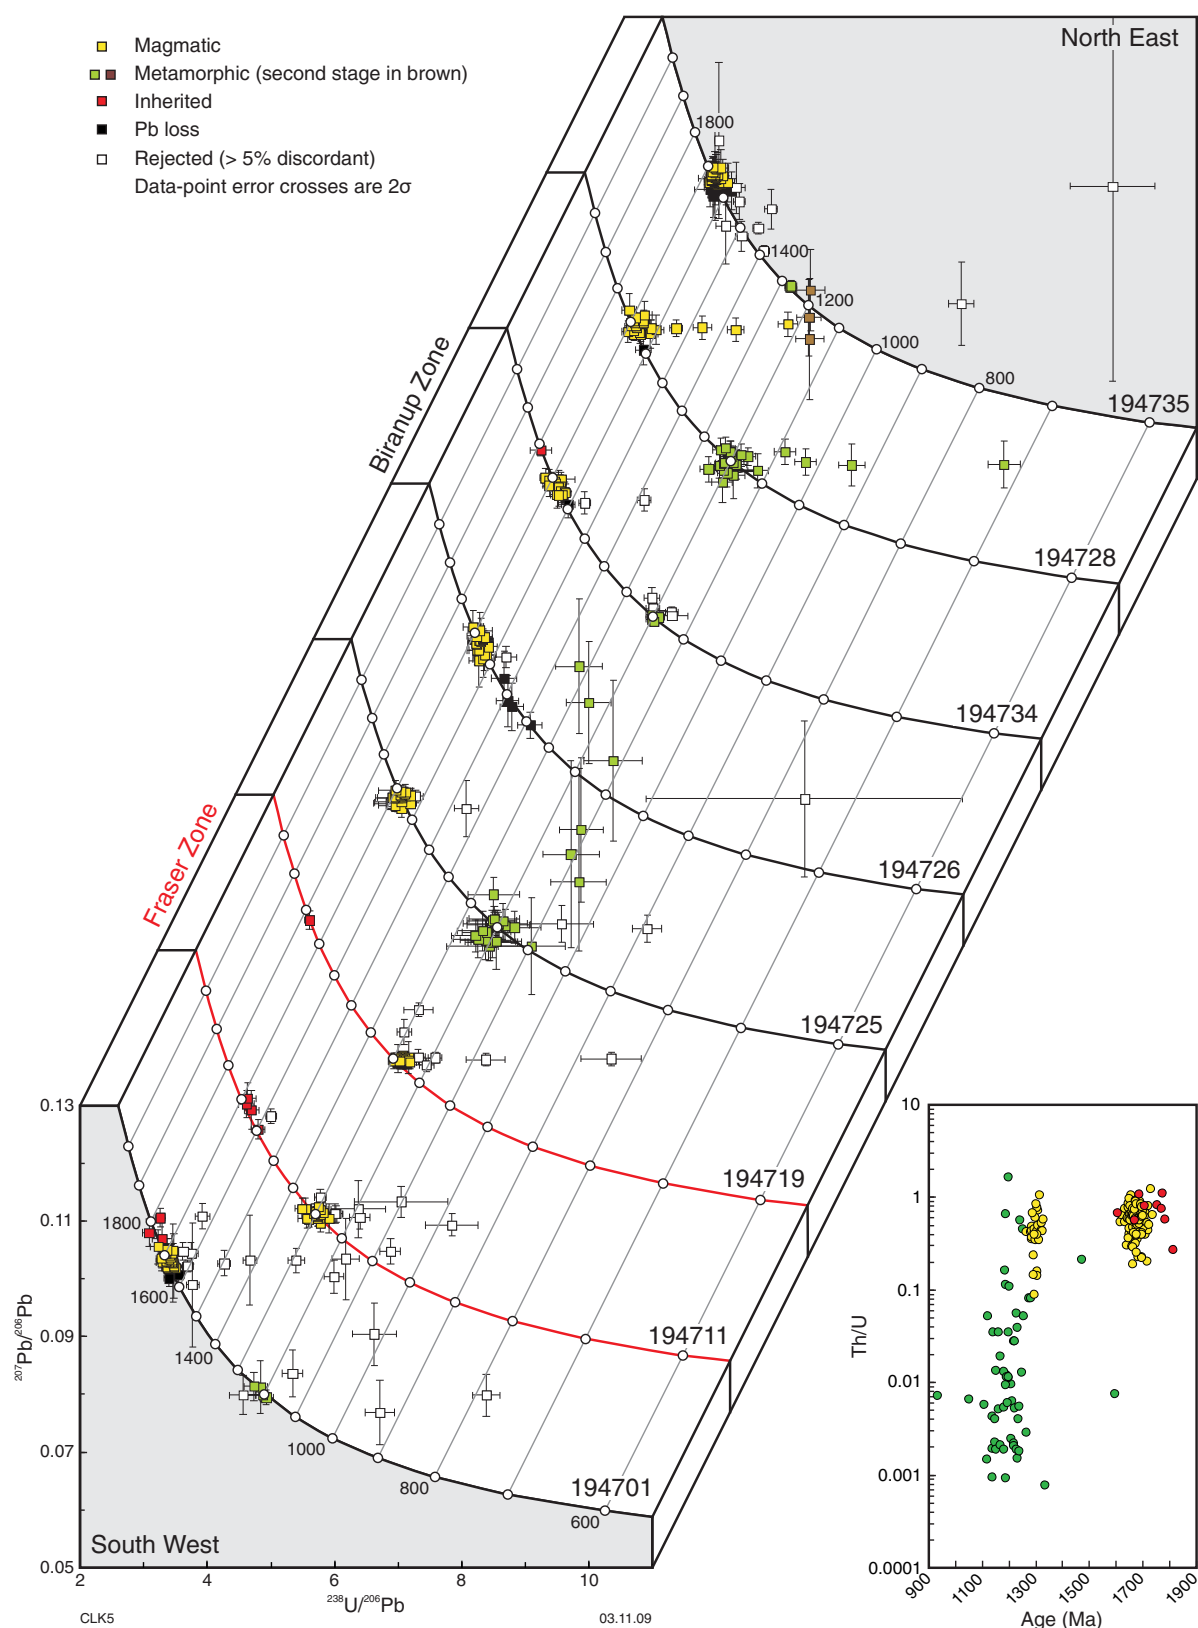 North East
Magmatic
Metamorphic (second stage in brown)
Inherited
Pb loss
Rejected (> 5% discordant)
Data-point error crosses are 2σ
1800
1400
1200
1000
800
194735
Biranup Zone
194728
194734
194726
Fraser Zone
194725
194719
194711
0.13
0.11
0.09
0.07
0.05
²⁰⁷Pb/²⁰⁶Pb
1800
1600
1400
1000
800
600
194701
South West
2
4
6
8
10
²³⁸U/²⁰⁶Pb
CLK5
03.11.09
10
1
0.1
0.01
0.001
0.0001
Th/U
900
1100
1300
1500
1700
1900
Age (Ma)